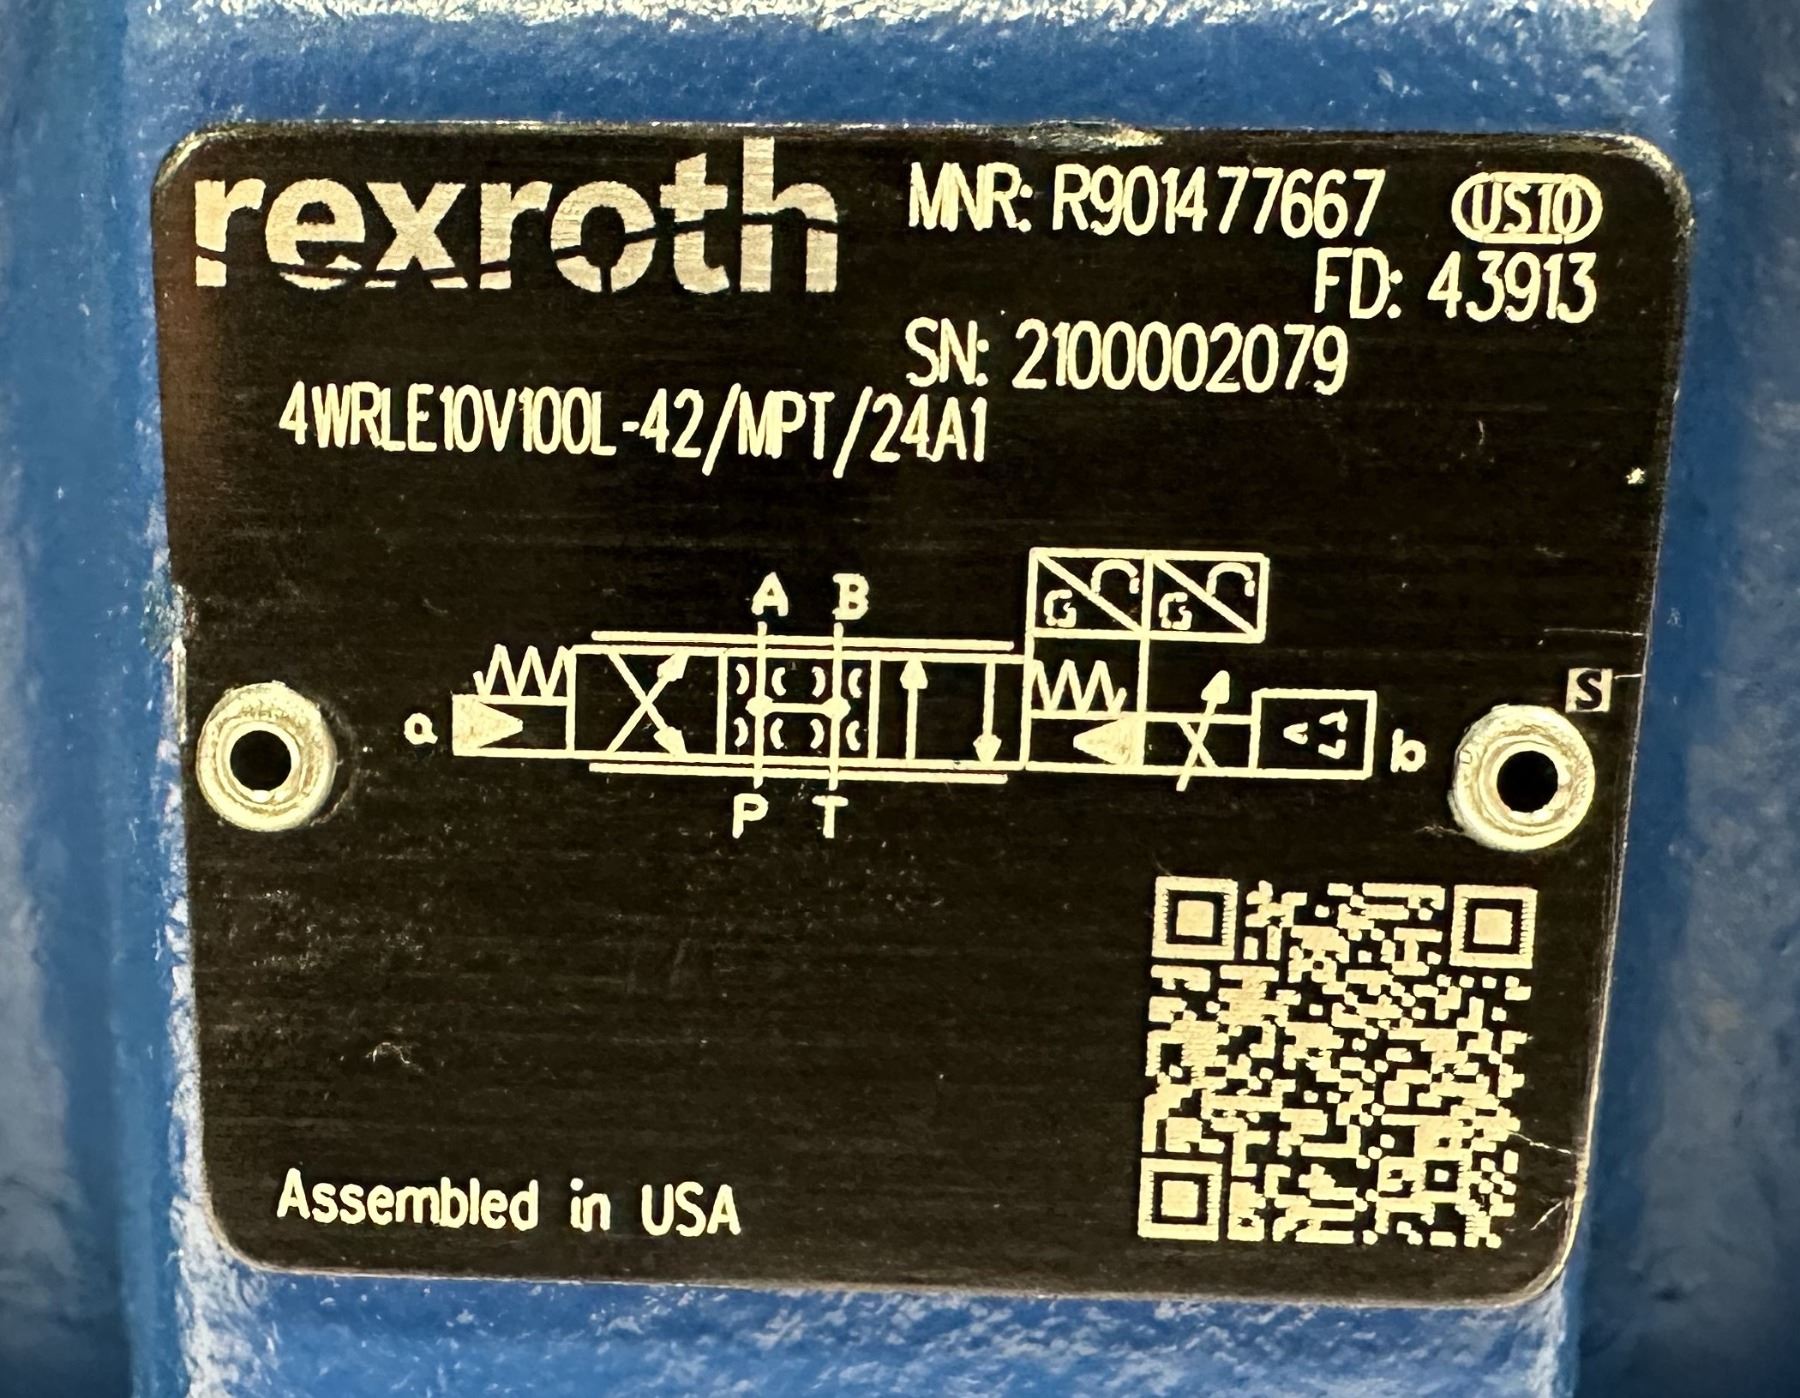 rexroth MNR: R901477667 US10
FD: 43913
SN: 2100002079
4WRLE10V100L-42/MPT/24A1
A B
G G
S
a b
P T
Assembled in USA